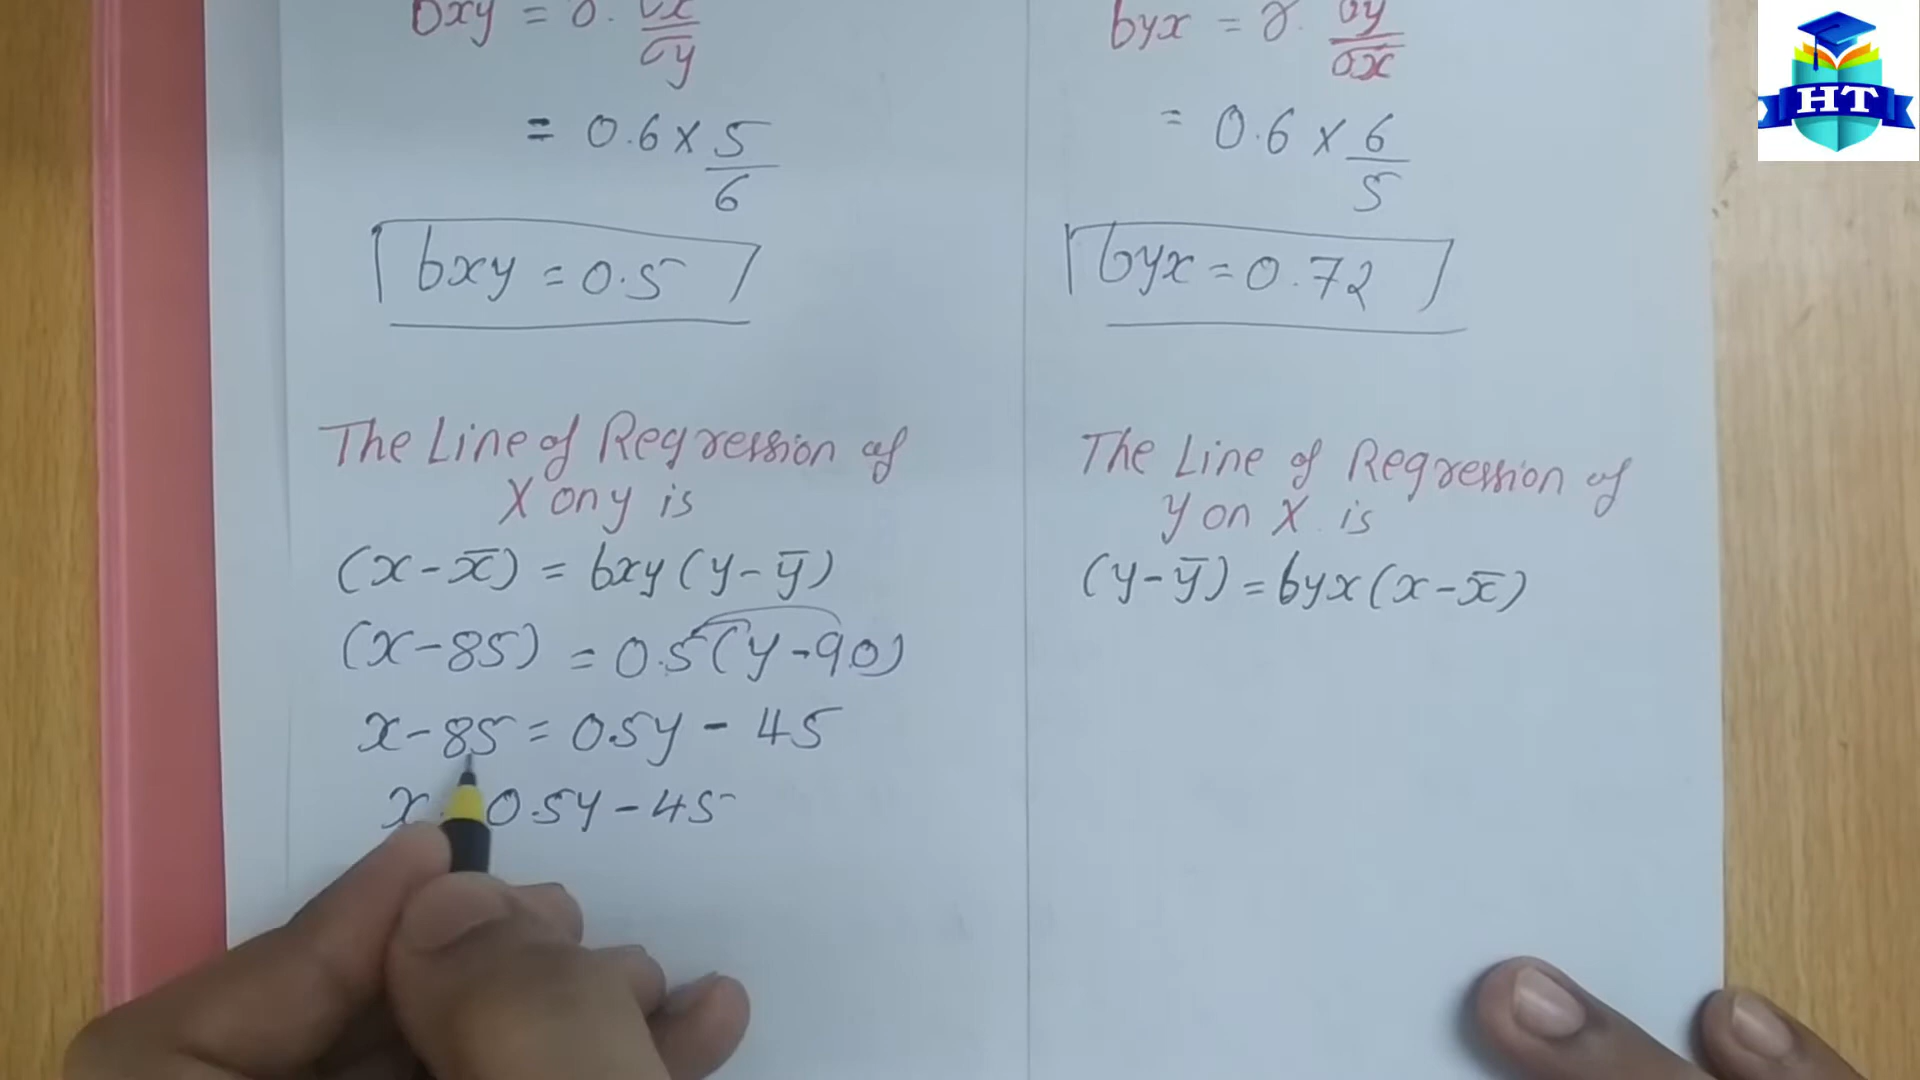 bxy = r. σx/σy
= 0.6 × 5/6
bxy = 0.5
The Line of Regression of
X on y is
(x - x̄) = bxy (y - ȳ)
(x - 85) = 0.5 (y - 90)
x - 85 = 0.5y - 45
x 0.5y - 45
byx = r. σy/σx
= 0.6 × 6/5
byx = 0.72
The Line of Regression of
y on X is
(y - ȳ) = byx (x - x̄)
HT